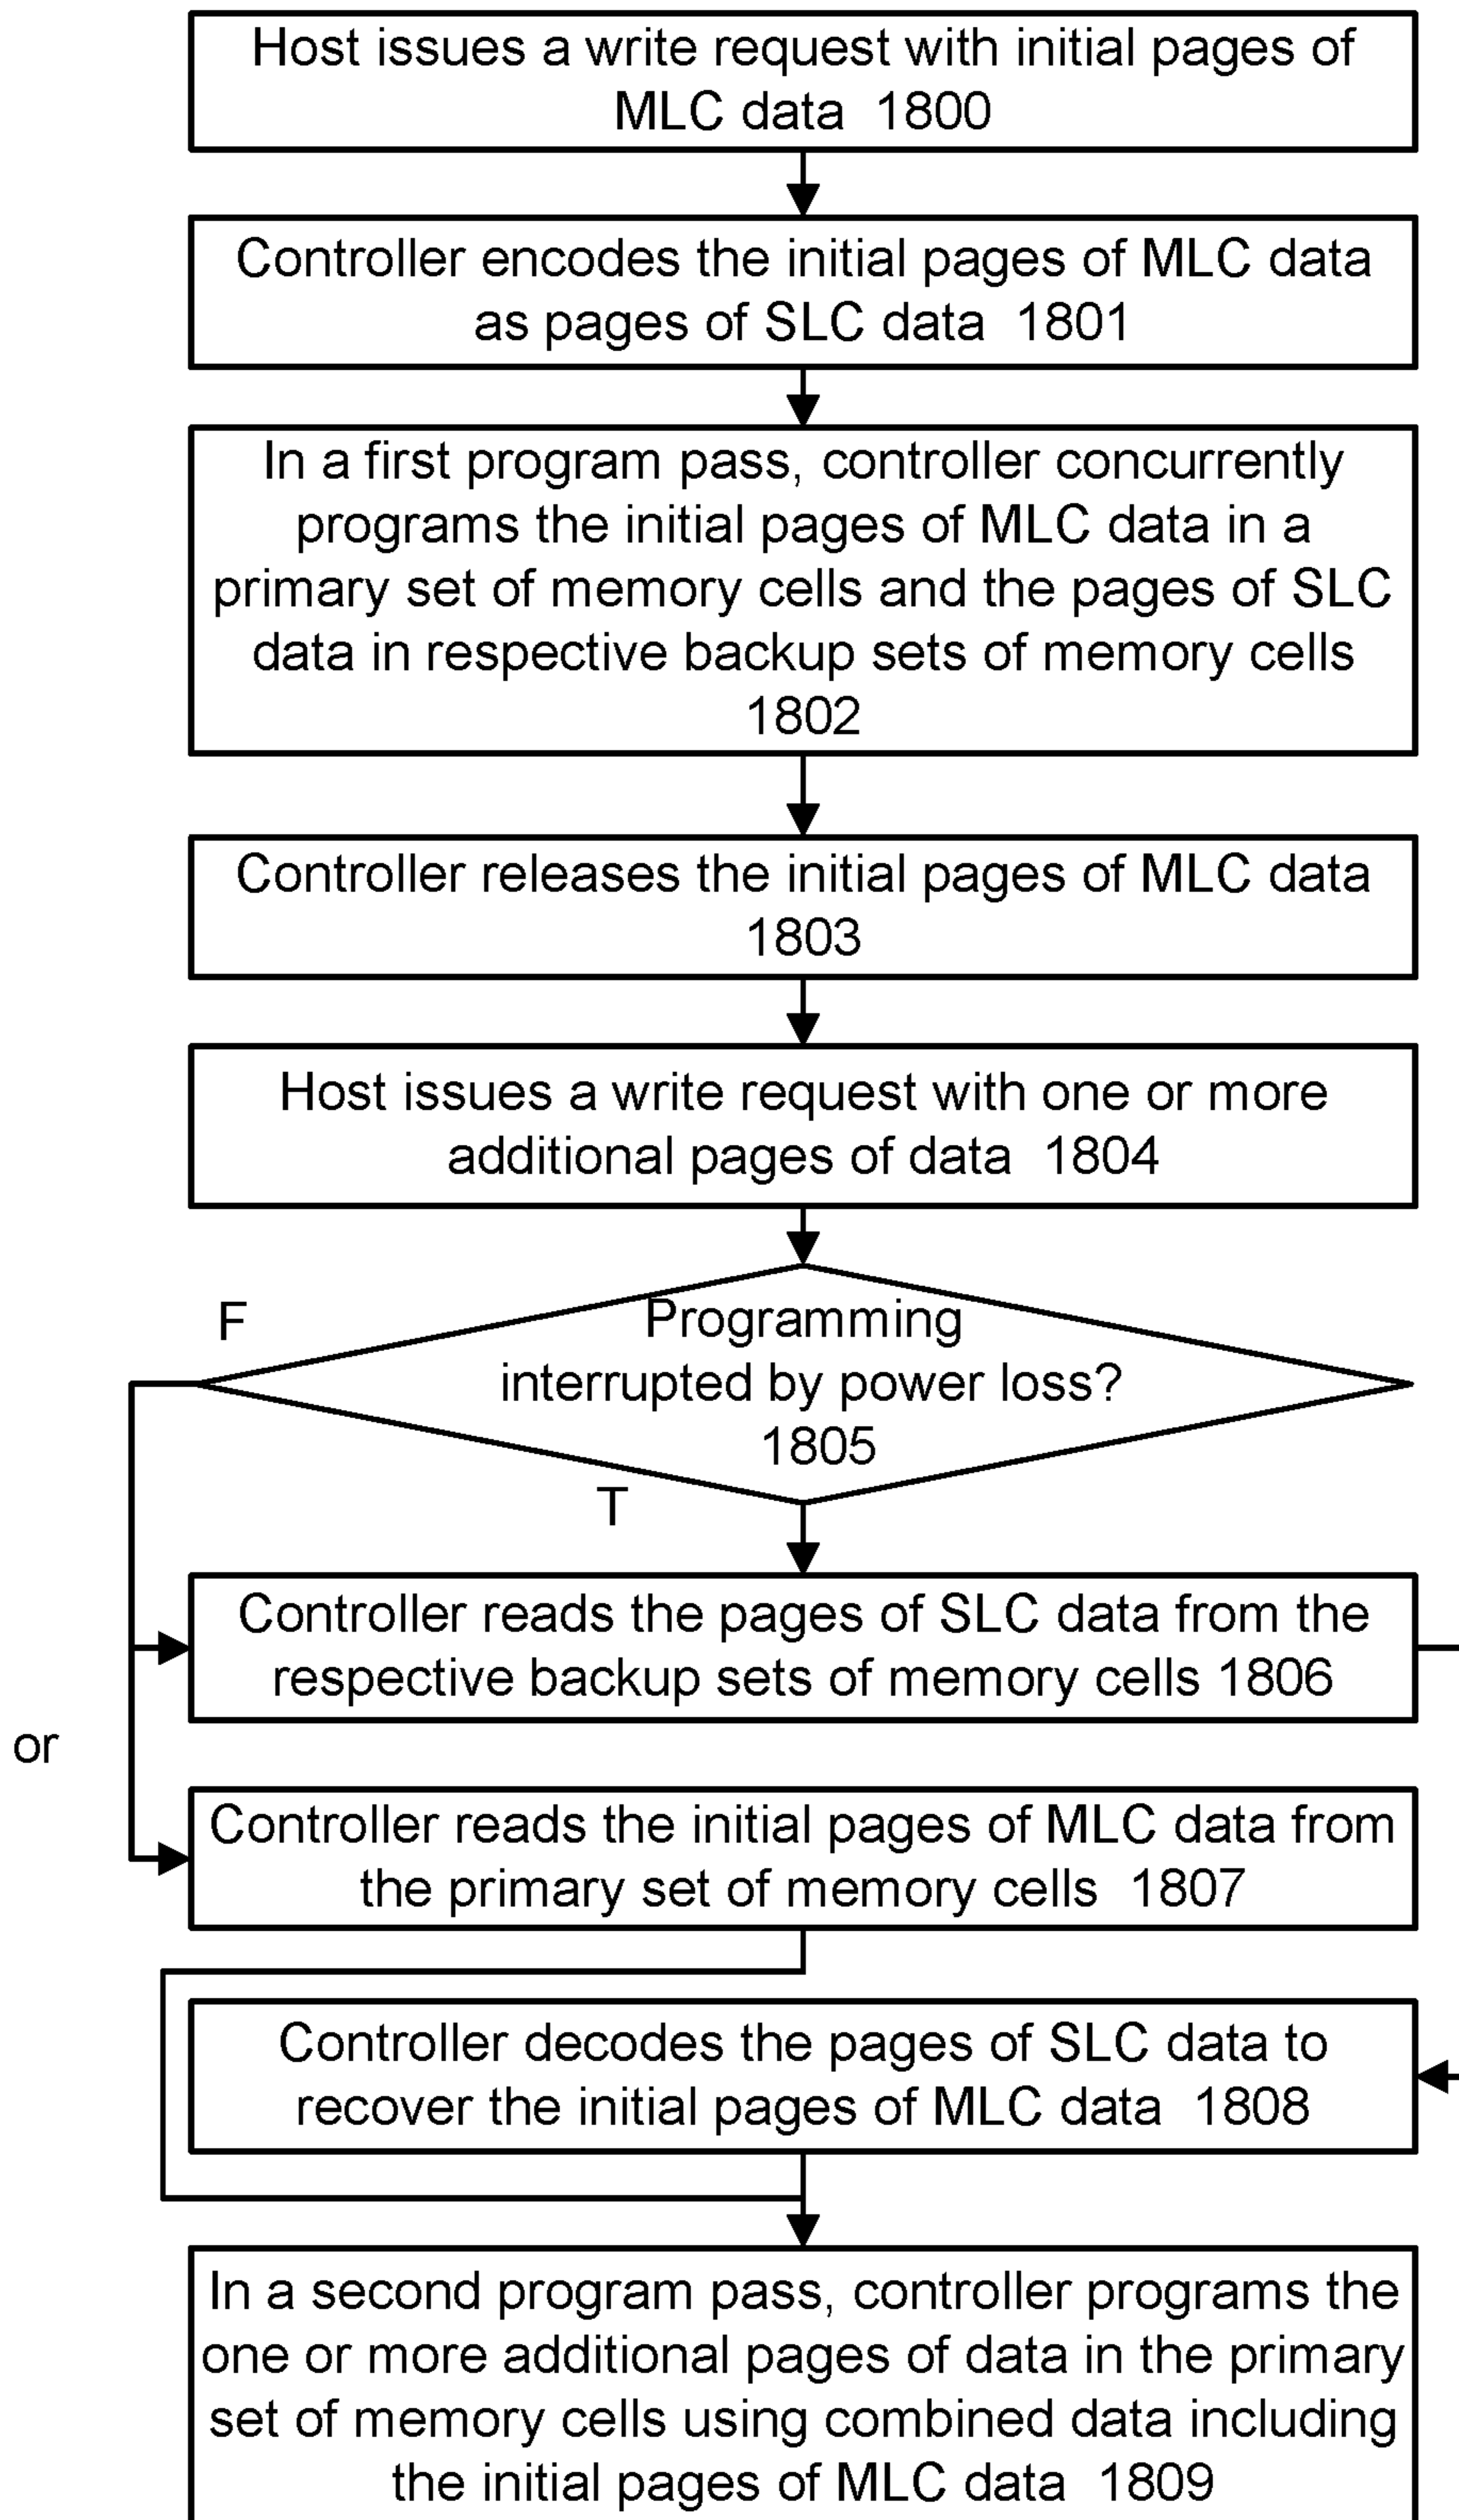 Host issues a write request with initial pages of
MLC data 1800
Controller encodes the initial pages of MLC data
as pages of SLC data 1801
In a first program pass, controller concurrently
programs the initial pages of MLC data in a
primary set of memory cells and the pages of SLC
data in respective backup sets of memory cells
1802
Controller releases the initial pages of MLC data
1803
Host issues a write request with one or more
additional pages of data 1804
F
Programming
interrupted by power loss?
1805
T
Controller reads the pages of SLC data from the
respective backup sets of memory cells 1806
or
Controller reads the initial pages of MLC data from
the primary set of memory cells 1807
Controller decodes the pages of SLC data to
recover the initial pages of MLC data 1808
In a second program pass, controller programs the
one or more additional pages of data in the primary
set of memory cells using combined data including
the initial pages of MLC data 1809